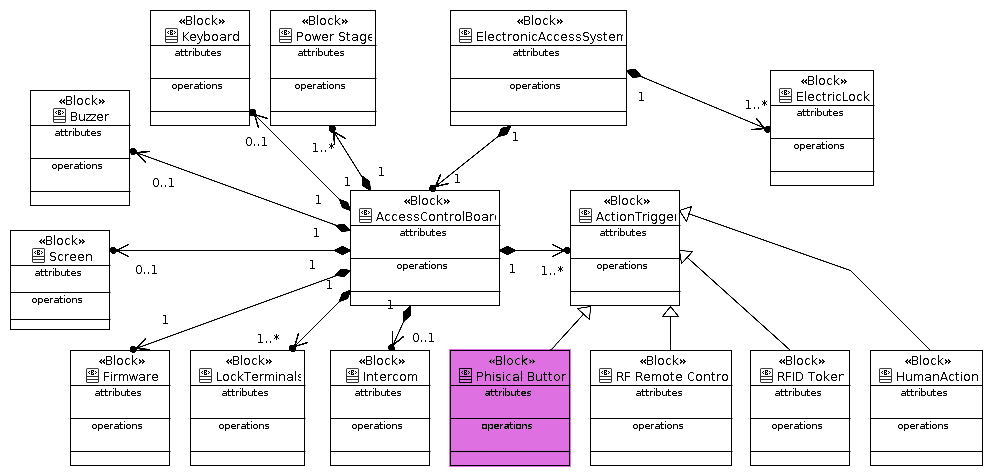 «Block»
Keyboard
attributes
operations
«Block»
Power Stage
attributes
operations
«Block»
ElectronicAccessSystem
attributes
operations
«Block»
ElectricLock
attributes
operations
«Block»
Buzzer
attributes
operations
1
1..*
0..1
1..*
1
1
1
1
0..1
«Block»
AccessControlBoar
attributes
operations
«Block»
ActionTrigger
attributes
operations
«Block»
Screen
attributes
operations
1
1
0..1
1
1
1..*
1
1
1..*
0..1
«Block»
Firmware
attributes
operations
«Block»
LockTerminals
attributes
operations
«Block»
Intercom
attributes
operations
«Block»
Phisical Button
attributes
operations
«Block»
RF Remote Contro
attributes
operations
«Block»
RFID Token
attributes
operations
«Block»
HumanAction
attributes
operations